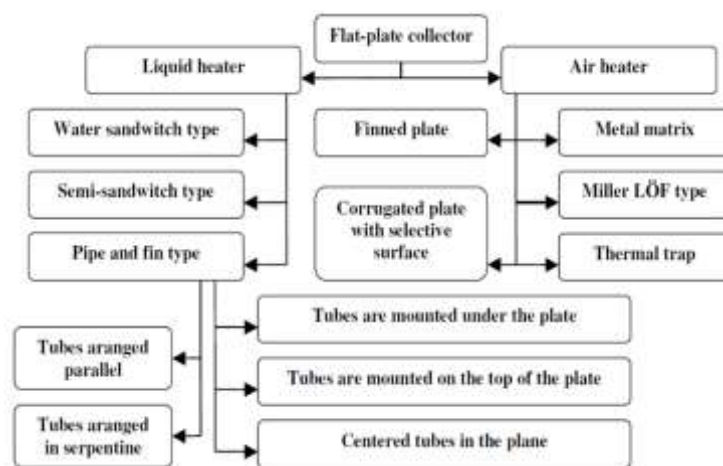 Flat-plate collector
Liquid heater
Air heater
Water sandwitch type
Finned plate
Metal matrix
Semi-sandwitch type
Corrugated plate
with selective
surface
Miller LÖF type
Pipe and fin type
Thermal trap
Tubes are mounted under the plate
Tubes aranged
parallel
Tubes are mounted on the top of the plate
Tubes aranged
in serpentine
Centered tubes in the plane